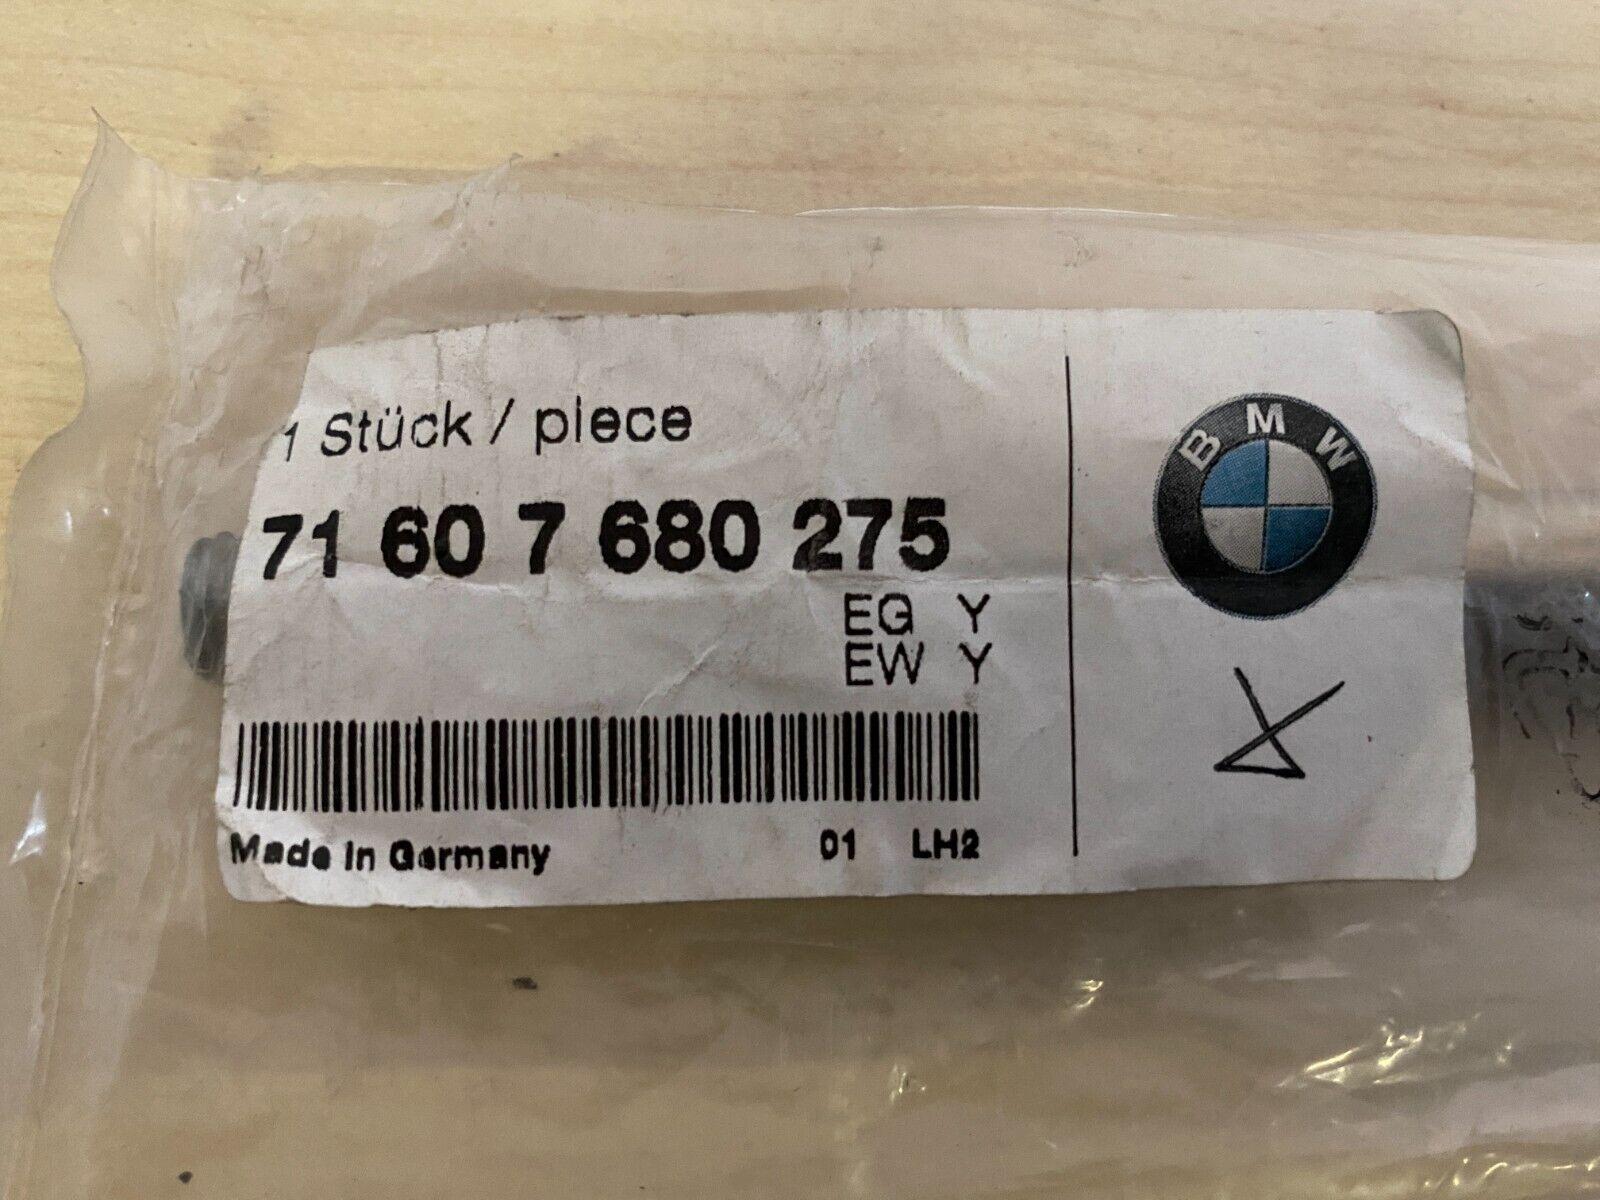 1 Stück / piece
71 60 7 680 275
EG Y
EW Y
Made In Germany 01 LH2
BMW